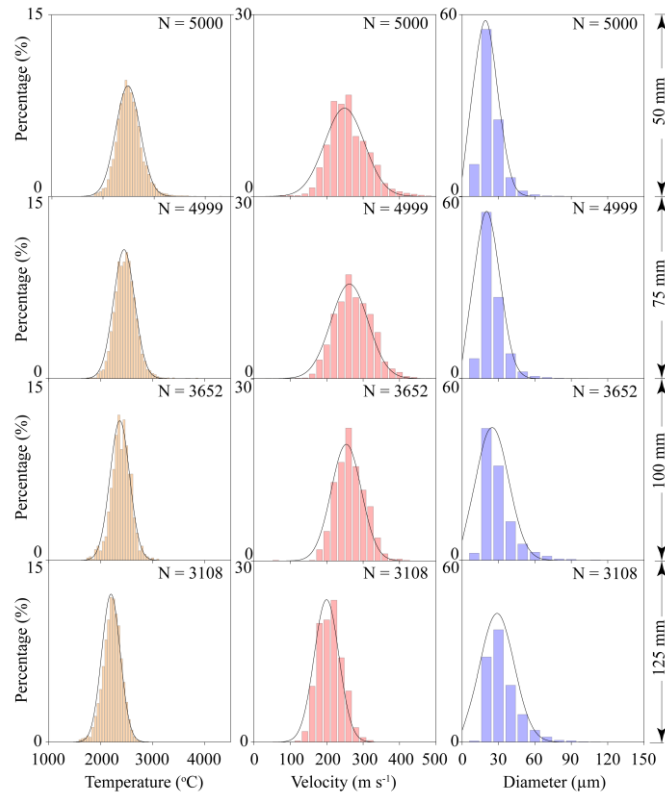 15
N = 5000
30
N = 5000
60
N = 5000
Percentage (%)
50 mm
0
0
0
15
N = 4999
30
N = 4999
60
N = 4999
Percentage (%)
75 mm
0
0
0
15
N = 3652
30
N = 3652
60
N = 3652
Percentage (%)
100 mm
0
0
0
15
N = 3108
30
N = 3108
60
N = 3108
Percentage (%)
125 mm
0
0
0
1000 2000 3000 4000
0 100 200 300 400 500
0 30 60 90 120 150
Temperature (°C)
Velocity (m s⁻¹)
Diameter (µm)